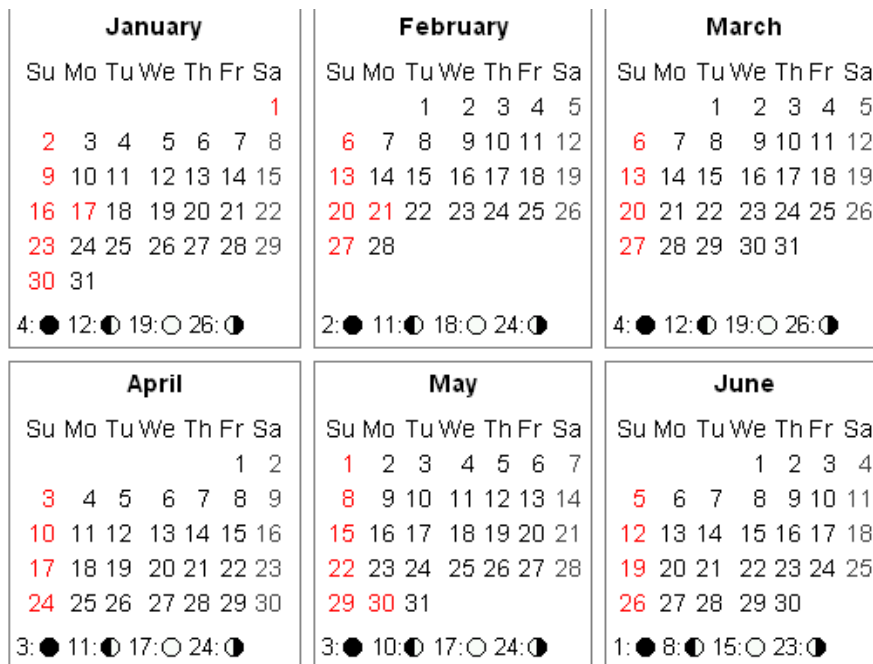 January
Su Mo Tu We Th Fr Sa
1
2 3 4 5 6 7 8
9 10 11 12 13 14 15
16 17 18 19 20 21 22
23 24 25 26 27 28 29
30 31
4:● 12:◐ 19:○ 26:◑
February
Su Mo Tu We Th Fr Sa
1 2 3 4 5
6 7 8 9 10 11 12
13 14 15 16 17 18 19
20 21 22 23 24 25 26
27 28
2:● 11:◐ 18:○ 24:◑
March
Su Mo Tu We Th Fr Sa
1 2 3 4 5
6 7 8 9 10 11 12
13 14 15 16 17 18 19
20 21 22 23 24 25 26
27 28 29 30 31
4:● 12:◐ 19:○ 26:◑
April
Su Mo Tu We Th Fr Sa
1 2
3 4 5 6 7 8 9
10 11 12 13 14 15 16
17 18 19 20 21 22 23
24 25 26 27 28 29 30
3:● 11:◐ 17:○ 24:◑
May
Su Mo Tu We Th Fr Sa
1 2 3 4 5 6 7
8 9 10 11 12 13 14
15 16 17 18 19 20 21
22 23 24 25 26 27 28
29 30 31
3:● 10:◐ 17:○ 24:◑
June
Su Mo Tu We Th Fr Sa
1 2 3 4
5 6 7 8 9 10 11
12 13 14 15 16 17 18
19 20 21 22 23 24 25
26 27 28 29 30
1:● 8:◐ 15:○ 23:◑